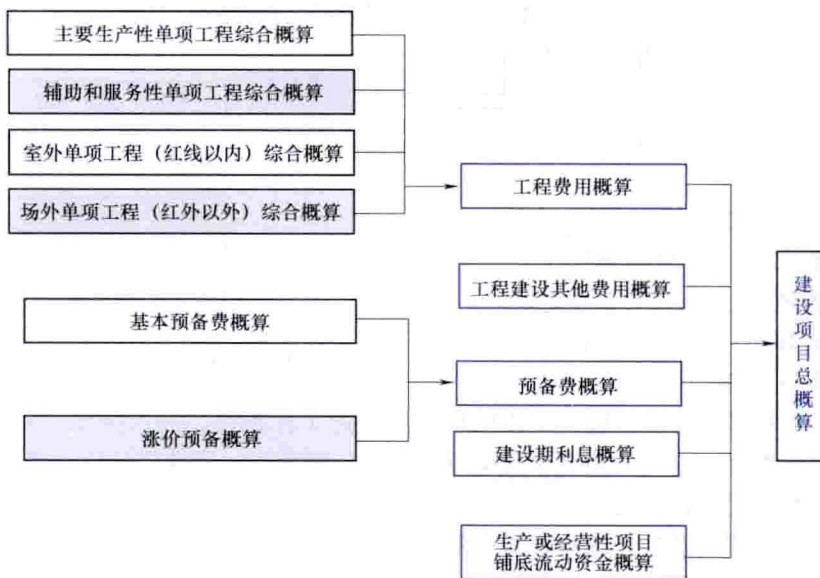 主要生产性单项工程综合概算
辅助和服务性单项工程综合概算
室外单项工程（红线以内）综合概算
场外单项工程（红外以外）综合概算
基本预备费概算
涨价预备概算
工程费用概算
工程建设其他费用概算
预备费概算
建设期利息概算
生产或经营性项目
铺底流动资金概算
建设项目总概算